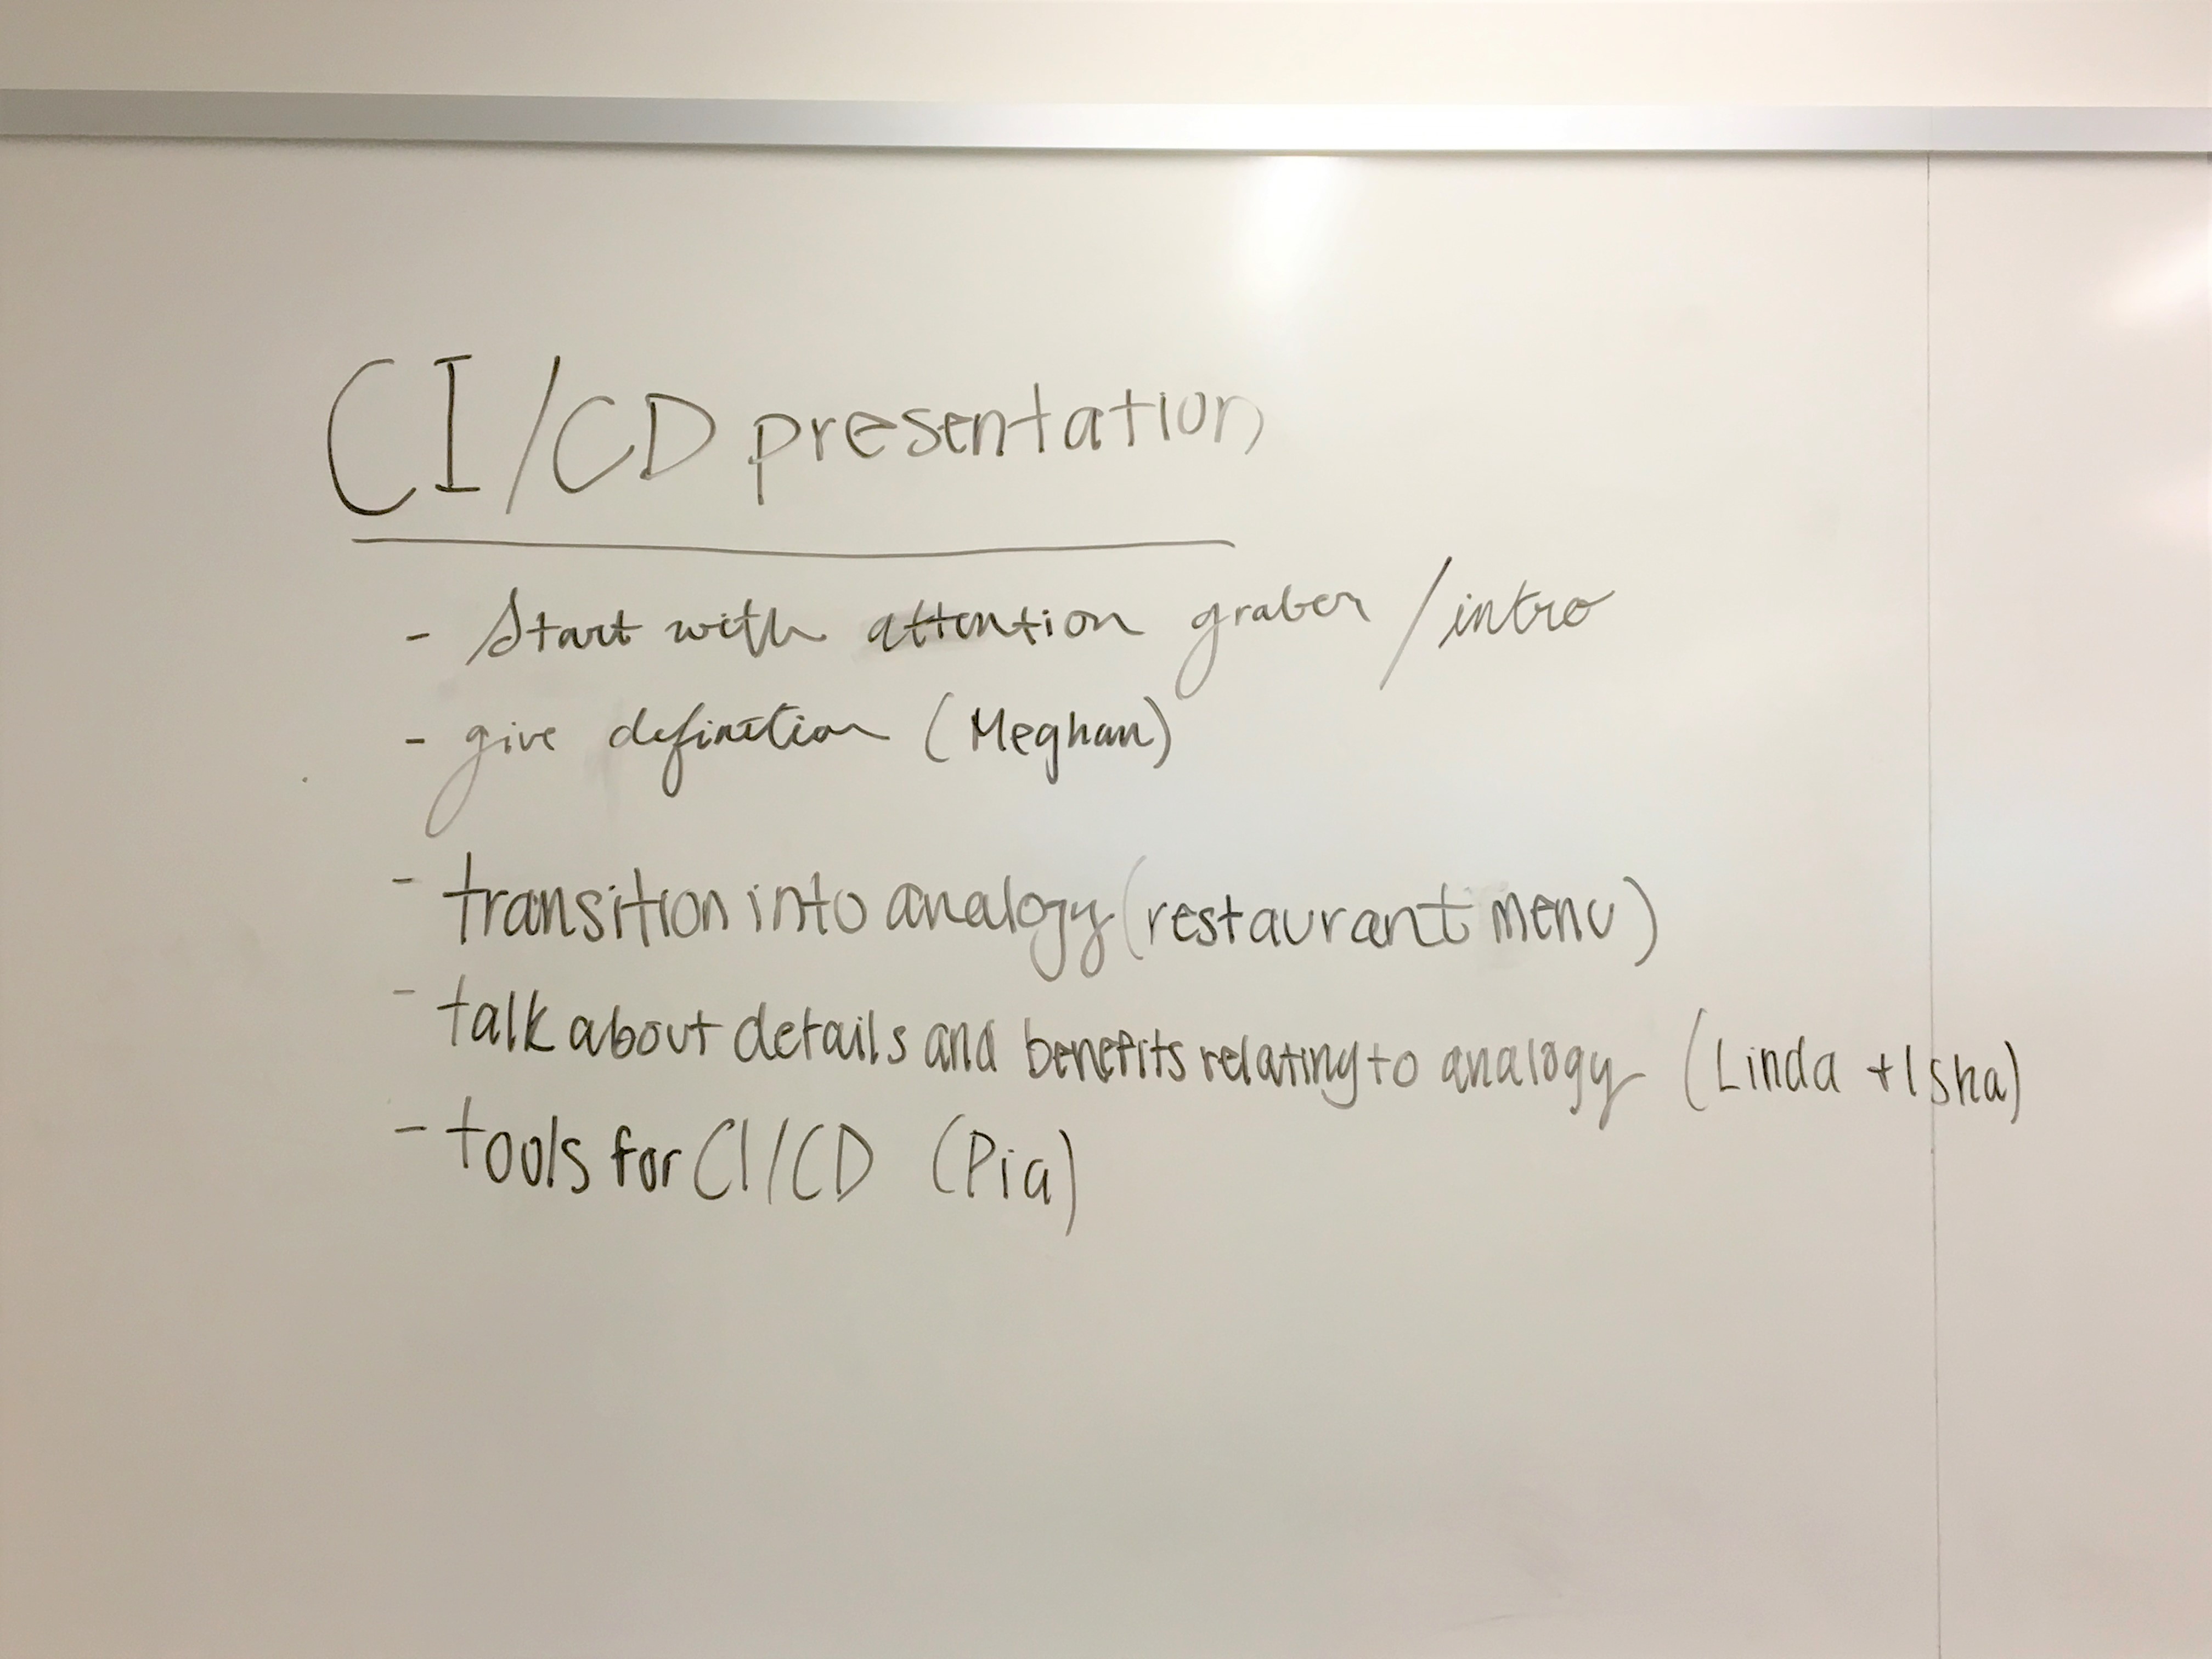 CI/CD presentation
- Start with attention graber / intro
- give definition (Meghan)
- transition into analogy (restaurant menu)
- talk about details and benefits relating to analogy (Linda + Isha)
- tools for CI/CD (Pia)